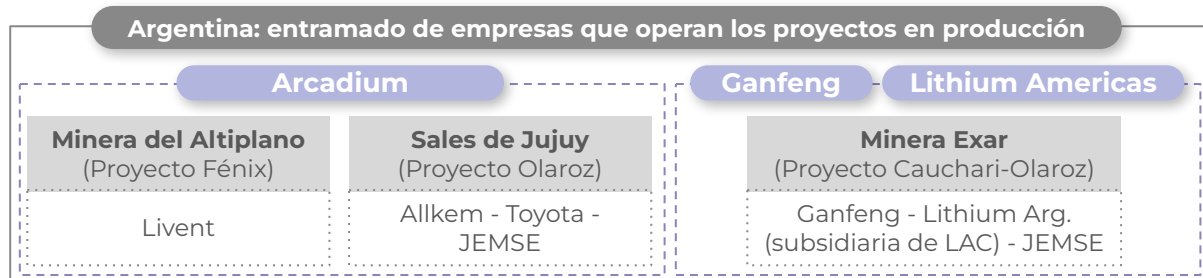 Argentina: entramado de empresas que operan los proyectos en producción
Arcadium
Ganfeng
Lithium Americas
Minera del Altiplano
(Proyecto Fénix)
Livent
Sales de Jujuy
(Proyecto Olaroz)
Allkem - Toyota -
JEMSE
Minera Exar
(Proyecto Cauchari-Olaroz)
Ganfeng - Lithium Arg.
(subsidiaria de LAC) - JEMSE